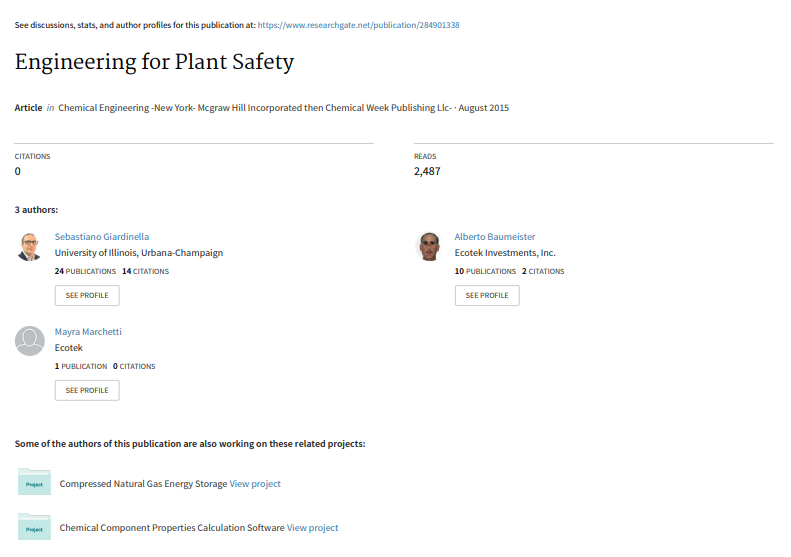 See discussions, stats, and author profiles for this publication at: https://www.researchgate.net/publication/284901338
Engineering for Plant Safety
Article in Chemical Engineering -New York- Mcgraw Hill Incorporated then Chemical Week Publishing Llc- · August 2015
CITATIONS
0
READS
2,487
3 authors:
Sebastiano Giardinella
University of Illinois, Urbana-Champaign
24 PUBLICATIONS 14 CITATIONS
SEE PROFILE
Alberto Baumeister
Ecotek Investments, Inc.
10 PUBLICATIONS 2 CITATIONS
SEE PROFILE
Mayra Marchetti
Ecotek
1 PUBLICATION 0 CITATIONS
SEE PROFILE
Some of the authors of this publication are also working on these related projects:
Project
Compressed Natural Gas Energy Storage View project
Project
Chemical Component Properties Calculation Software View project